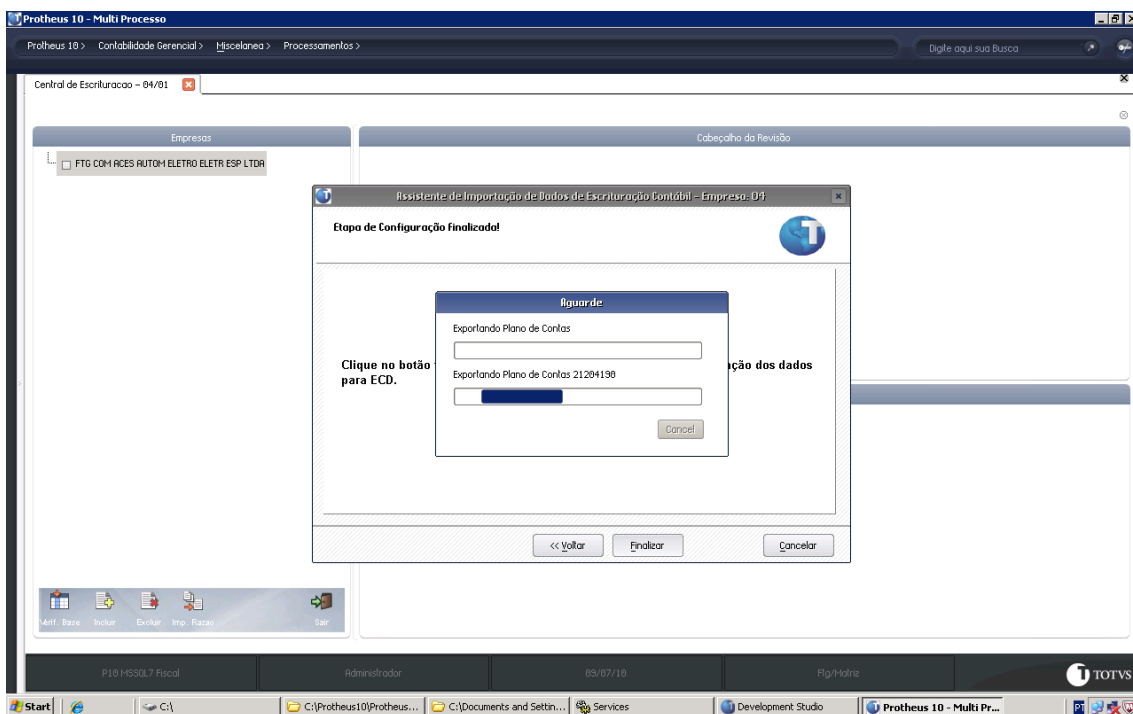 Protheus 10 - Multi Processo
Protheus 10 > Contabilidade Gerencial > Miscelanea > Processamentos >
Digite aqui sua Busca
Central de Escrituracao - 04/01
Empresas
Cabeçalho da Revisão
FTG COM ACES AUTOM ELETRO ELETR ESP LTDA
Assistente de Importação de Dados de Escrituração Contábil - Empresa: 04
Etapa de Configuração Finalizada!
Aguarde
Exportando Plano de Contas
Clique no botão
ção dos dados
para ECD.
Exportando Plano de Contas 21204190
Cancel
<< Voltar
Finalizar
Cancelar
Verif. Base
Incluir
Excluir
Imp. Razao
Sair
P10 MSSQL7 Fiscal
Administrador
09/07/10
Ftg/Matriz
TOTVS
Start
C:\
C:\Protheus10\Protheus...
C:\Documents and Settin...
Services
Development Studio
Protheus 10 - Multi Pr...
PT